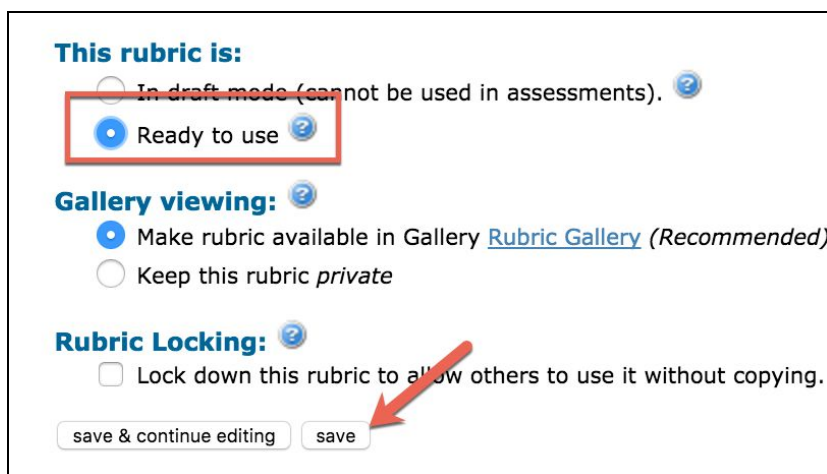 This rubric is:
In draft mode (cannot be used in assessments). ?
Ready to use ?
Gallery viewing: ?
Make rubric available in Gallery Rubric Gallery (Recommended)
Keep this rubric private
Rubric Locking: ?
Lock down this rubric to allow others to use it without copying.
save & continue editing save